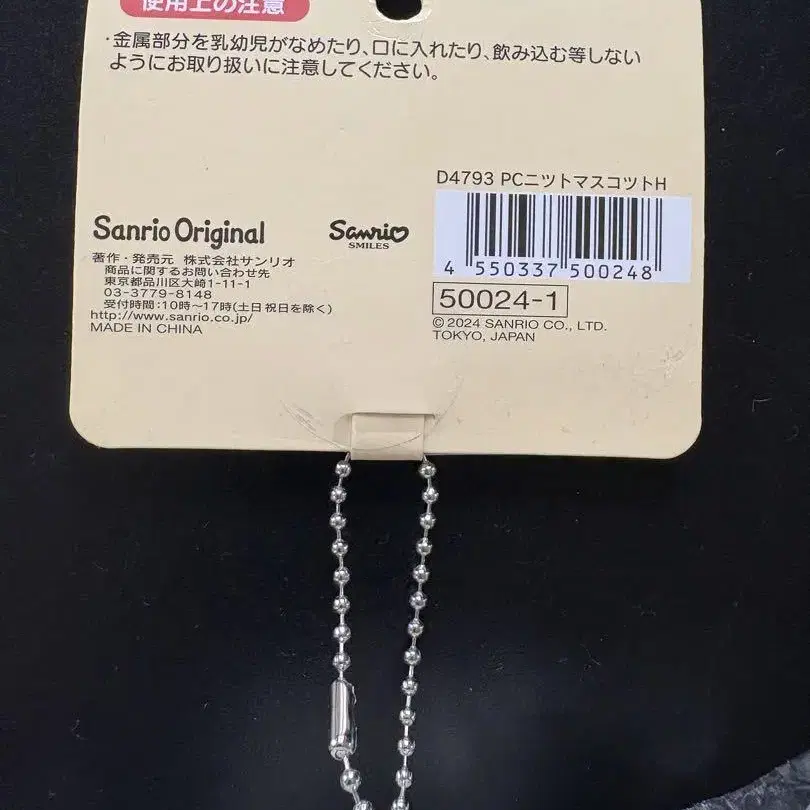 使用上の注意
・金属部分を乳幼児がなめたり、口に入れたり、飲み込む等しない
ようにお取り扱いに注意してください。
D4793 PCニツトマスコツトH
4 550337 500248
50024-1
© 2024 SANRIO CO., LTD.
TOKYO, JAPAN
Sanrio Original
Sanrio
SMILES
著作・発売元 株式会社サンリオ
商品に関するお問い合わせ先
東京都品川区大崎1-11-1
03-3779-8148
受付時間:10時～17時(土日祝日を除く)
http://www.sanrio.co.jp/
MADE IN CHINA